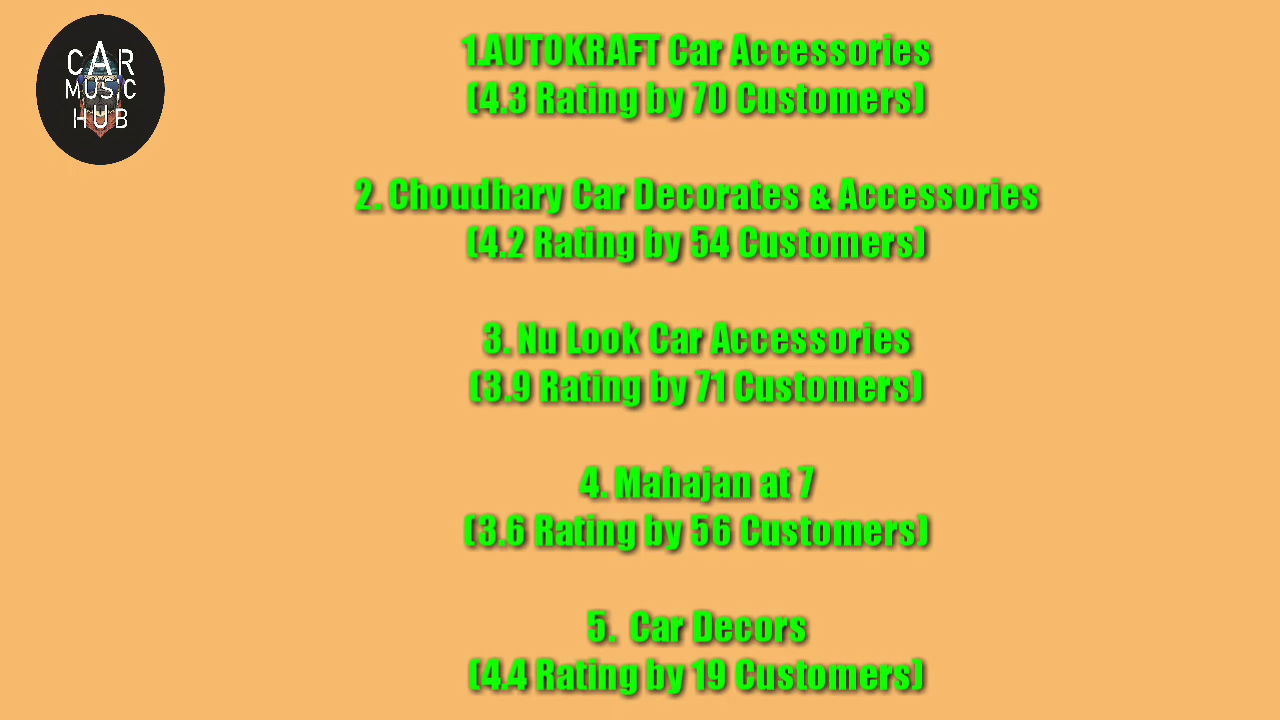 CAR
MUSIC
HUB
1.AUTOKRAFT Car Accessories
(4.3 Rating by 70 Customers)
2. Choudhary Car Decorates & Accessories
(4.2 Rating by 54 Customers)
3. Nu Look Car Accessories
(3.9 Rating by 71 Customers)
4. Mahajan at 7
(3.6 Rating by 56 Customers)
5.  Car Decors
(4.4 Rating by 19 Customers)